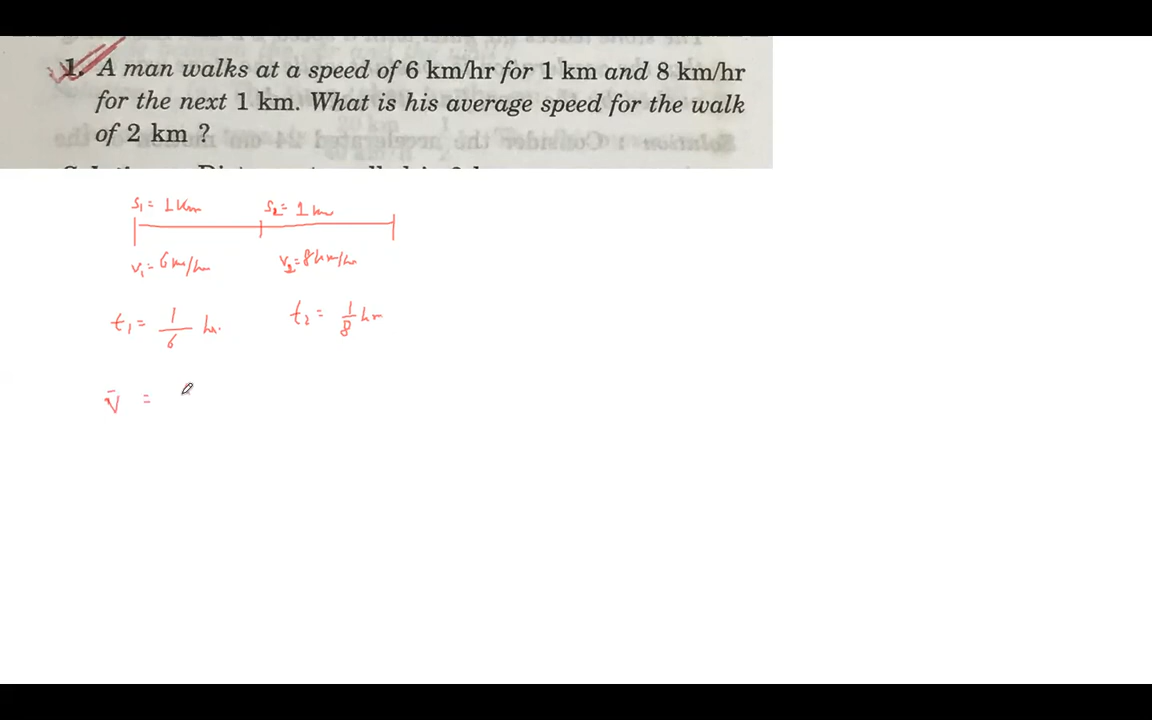 1. A man walks at a speed of 6 km/hr for 1 km and 8 km/hr
for the next 1 km. What is his average speed for the walk
of 2 km ?
S₁= 1 Km S₂= 1 km
V₁= 6 km/hr V₂= 8 km/hr
t₁= 1/6 hr. t₂= 1/8 hr
V̄ =